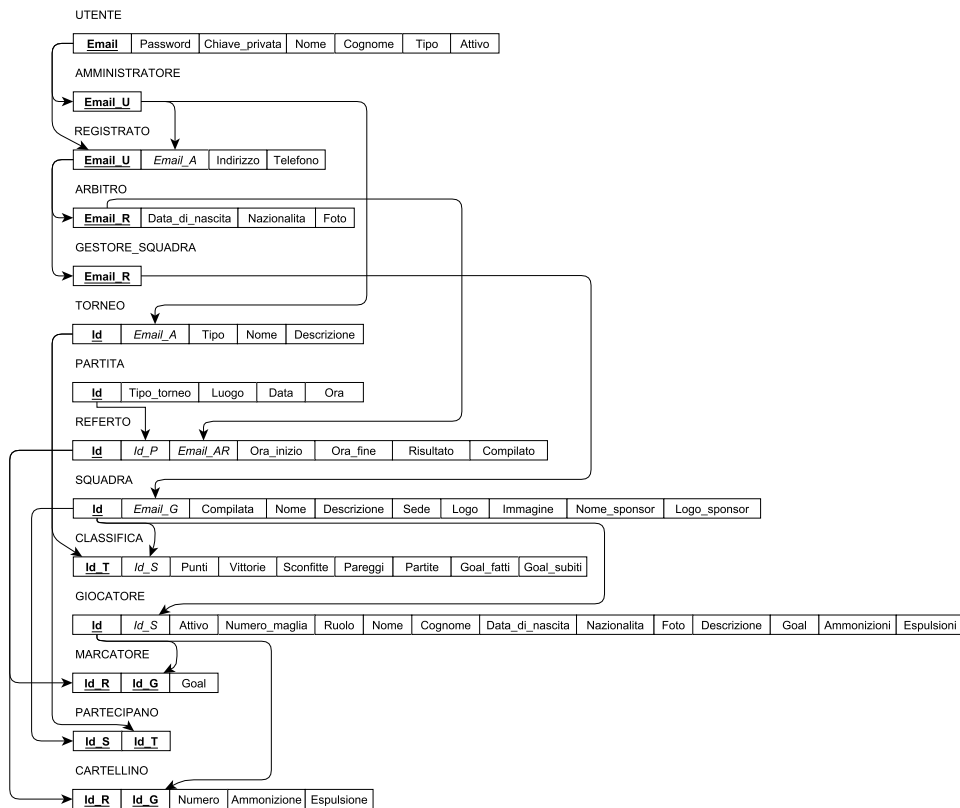 UTENTE
Email Password Chiave_privata Nome Cognome Tipo Attivo
AMMINISTRATORE
Email_U
REGISTRATO
Email_U Email_A Indirizzo Telefono
ARBITRO
Email_R Data_di_nascita Nazionalita Foto
GESTORE_SQUADRA
Email_R
TORNEO
Id Email_A Tipo Nome Descrizione
PARTITA
Id Tipo_torneo Luogo Data Ora
REFERTO
Id Id_P Email_AR Ora_inizio Ora_fine Risultato Compilato
SQUADRA
Id Email_G Compilata Nome Descrizione Sede Logo Immagine Nome_sponsor Logo_sponsor
CLASSIFICA
Id_T Id_S Punti Vittorie Sconfitte Pareggi Partite Goal_fatti Goal_subiti
GIOCATORE
Id Id_S Attivo Numero_maglia Ruolo Nome Cognome Data_di_nascita Nazionalita Foto Descrizione Goal Ammonizioni Espulsioni
MARCATORE
Id_R Id_G Goal
PARTECIPANO
Id_S Id_T
CARTELLINO
Id_R Id_G Numero Ammonizione Espulsione